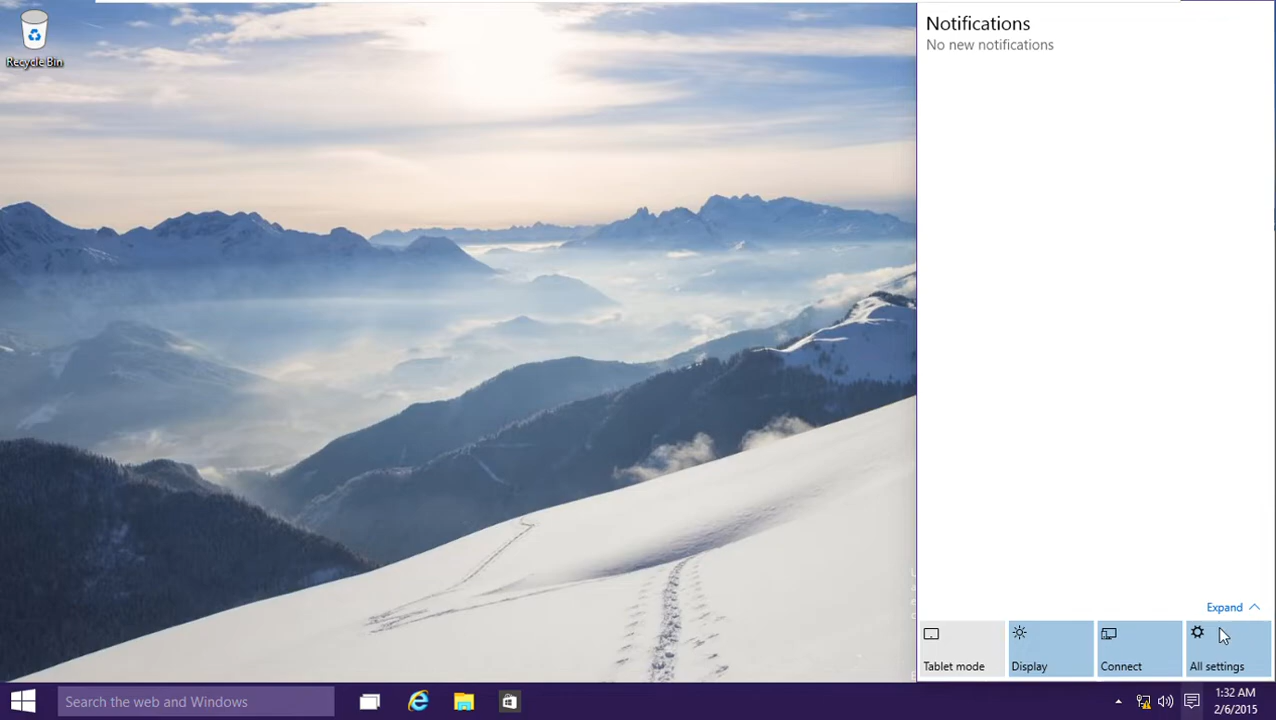 Recycle Bin
Notifications
No new notifications
Expand
Tablet mode
Display
Connect
All settings
Search the web and Windows
1:32 AM
2/6/2015